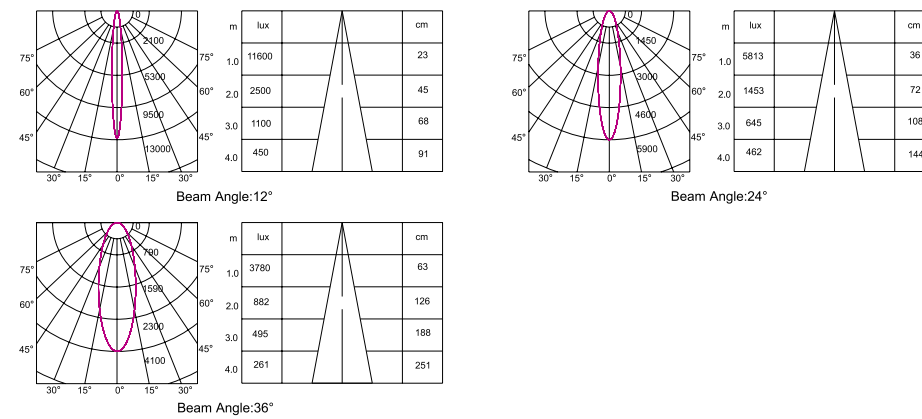 0
2100
5300
9500
13000
75° 75°
60° 60°
45° 45°
30° 15° 0° 15° 30°
m lux cm
1.0 11600 23
2.0 2500 45
3.0 1100 68
4.0 450 91
Beam Angle:12°
0
1450
3000
4600
5900
75° 75°
60° 60°
45° 45°
30° 15° 0° 15° 30°
m lux cm
1.0 5813 36
2.0 1453 72
3.0 645 108
4.0 462 144
Beam Angle:24°
0
790
1590
2300
4100
75° 75°
60° 60°
45° 45°
30° 15° 0° 15° 30°
m lux cm
1.0 3780 63
2.0 882 126
3.0 495 188
4.0 261 251
Beam Angle:36°